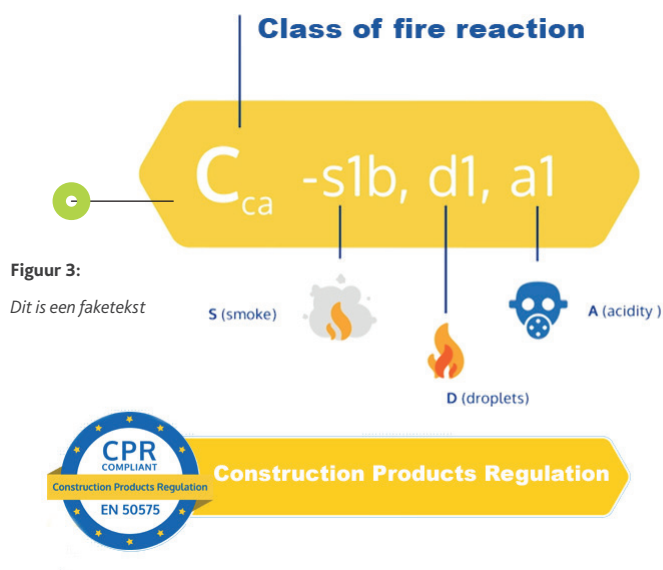 Class of fire reaction
Cca -s1b, d1, a1
Figuur 3:
Dit is een faketekst
S (smoke)
A (acidity )
D (droplets)
CPR
COMPLIANT
Construction Products Regulation
EN 50575
Construction Products Regulation